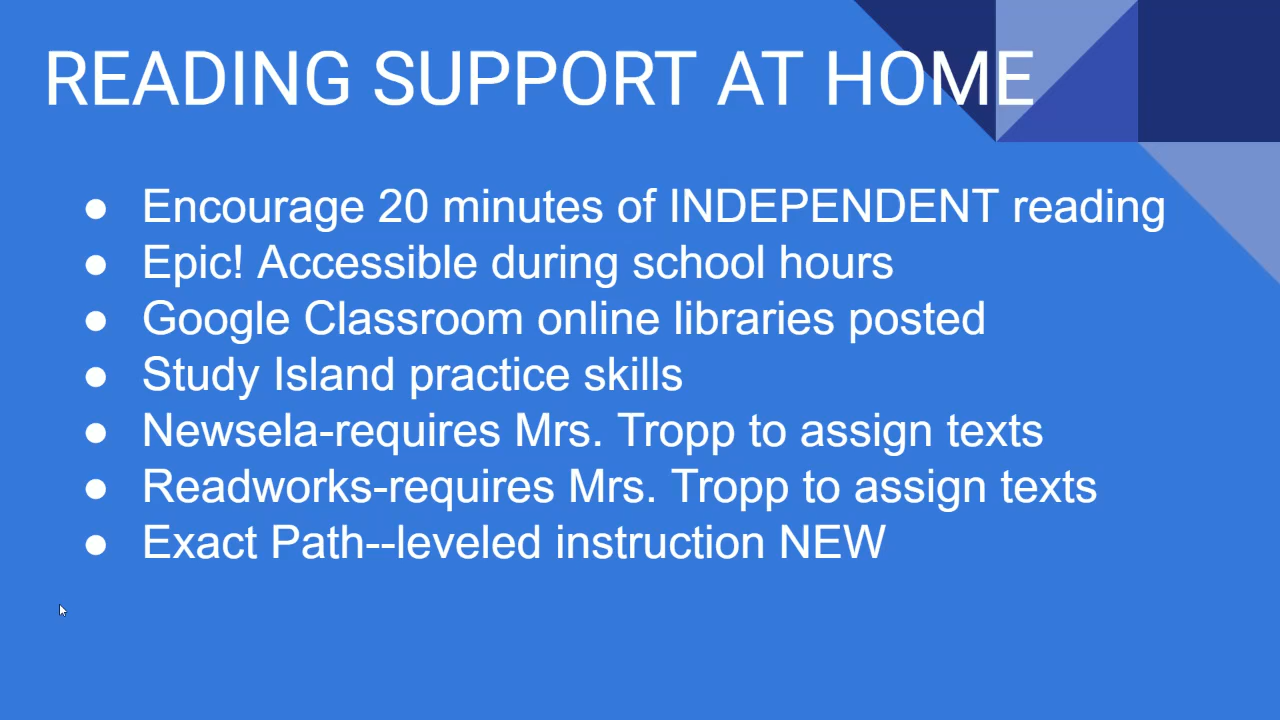 READING SUPPORT AT HOME
● Encourage 20 minutes of INDEPENDENT reading
● Epic! Accessible during school hours
● Google Classroom online libraries posted
● Study Island practice skills
● Newsela-requires Mrs. Tropp to assign texts
● Readworks-requires Mrs. Tropp to assign texts
● Exact Path--leveled instruction NEW